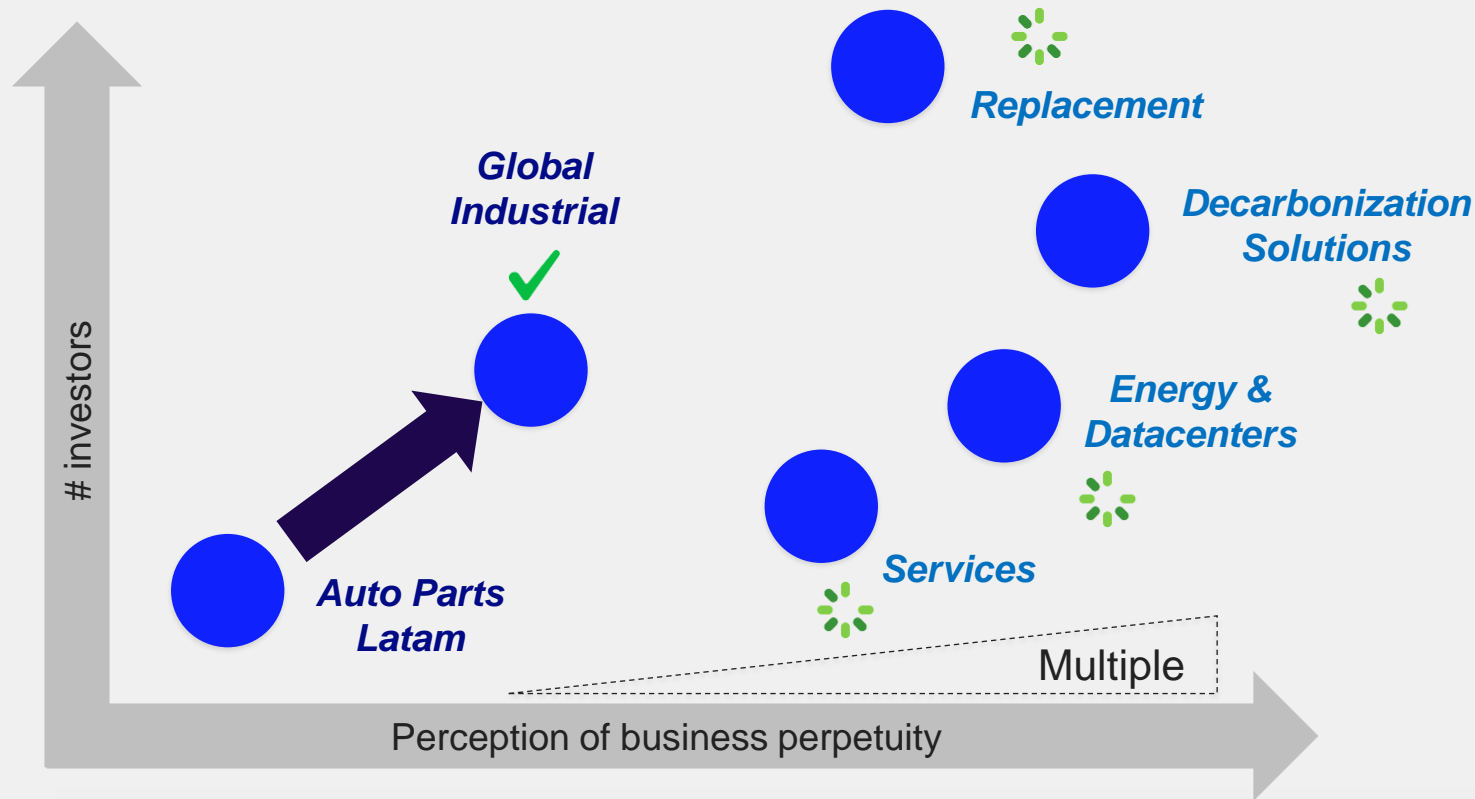 Replacement
Global
Industrial
Decarbonization
Solutions
# investors
Energy &
Datacenters
Services
Auto Parts
Latam
Multiple
Perception of business perpetuity